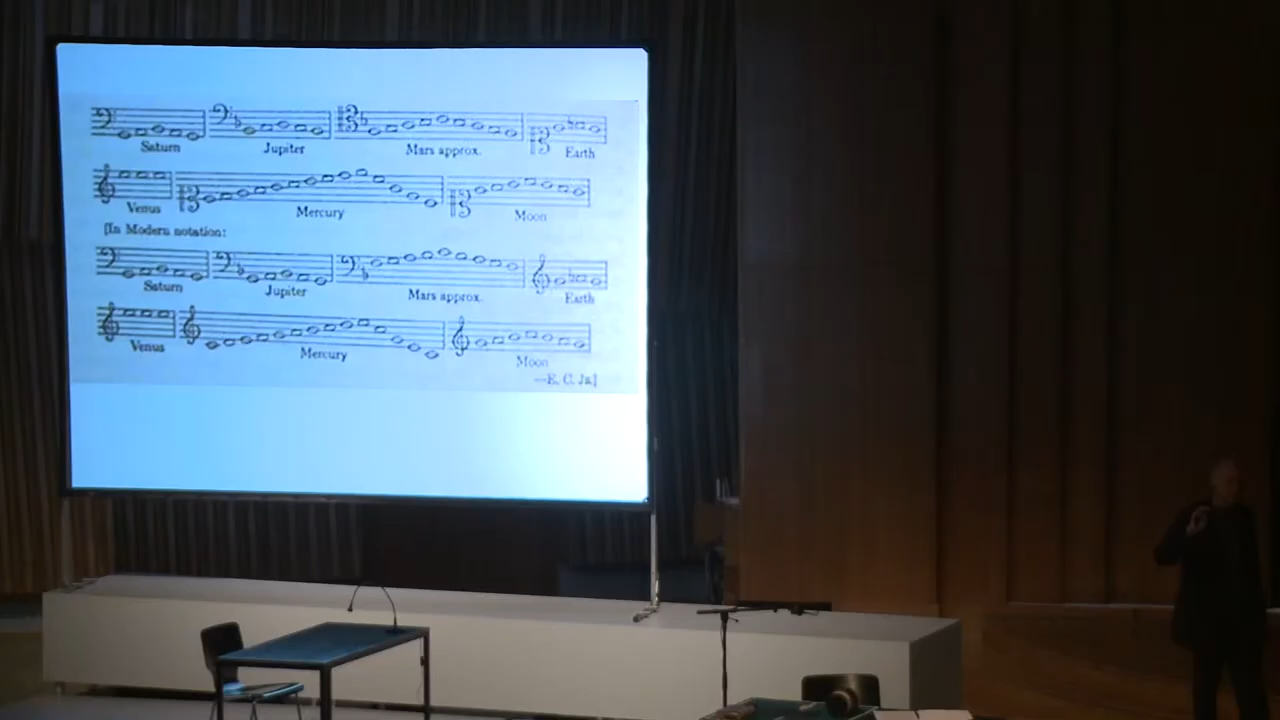 Saturn Jupiter Mars approx. Earth
Venus Mercury Moon
[In Modern notation:
Saturn Jupiter Mars approx. Earth
Venus Mercury Moon
—E. C. Jr.]